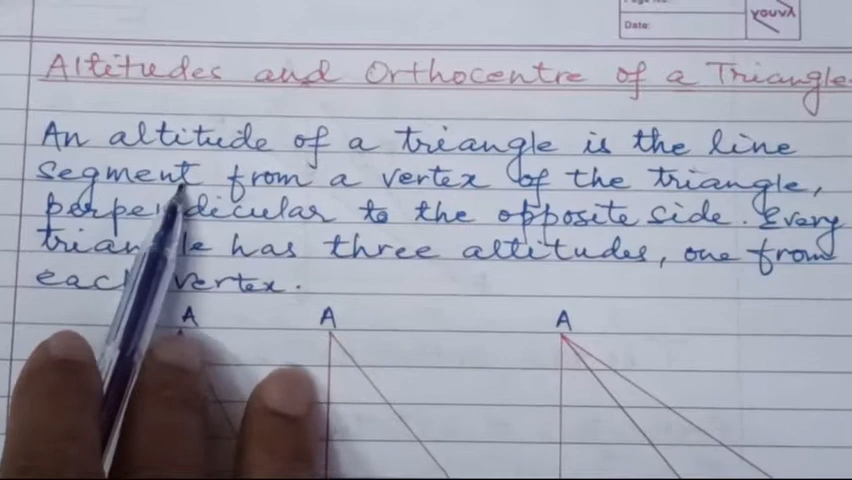 Date:
youvA
Altitudes and Orthocentre of a Triangle.
An altitude of a triangle is the line
segment from a vertex of the triangle,
perpendicular to the opposite side. Every
triangle has three altitudes, one from
each vertex.
A A A